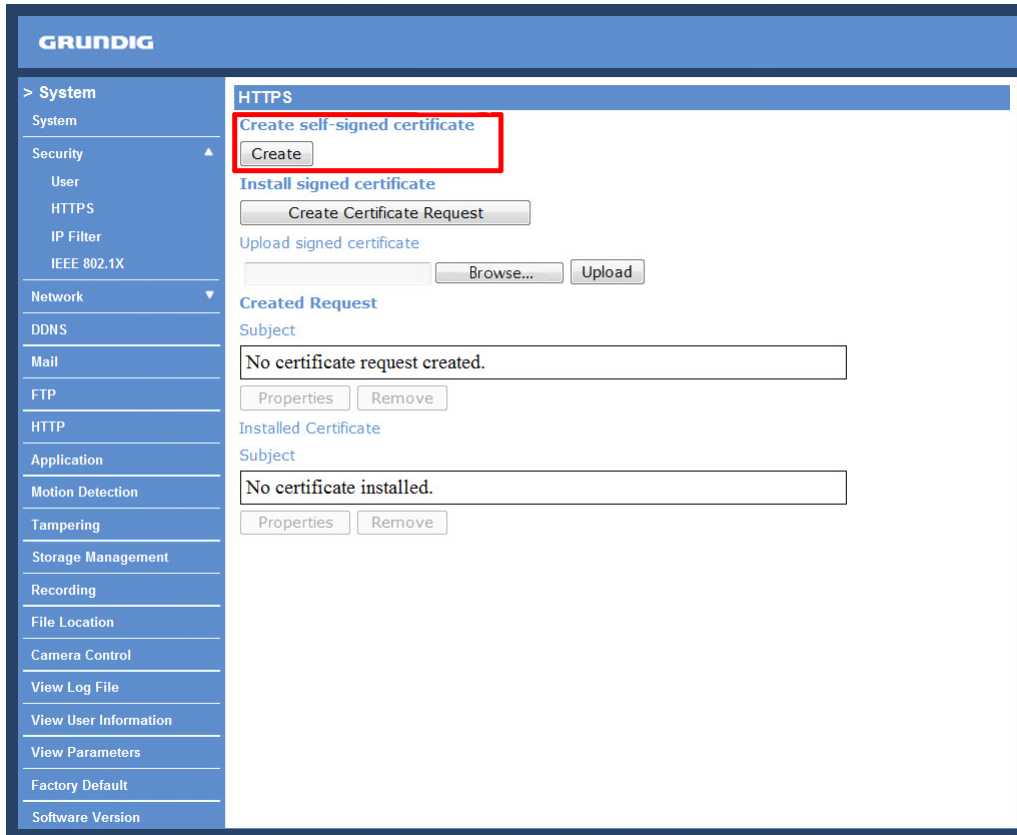 GRUNDIG
> System
System
Security
User
HTTPS
IP Filter
IEEE 802.1X
Network
DDNS
Mail
FTP
HTTP
Application
Motion Detection
Tampering
Storage Management
Recording
File Location
Camera Control
View Log File
View User Information
View Parameters
Factory Default
Software Version
HTTPS
Create self-signed certificate
Create
Install signed certificate
Create Certificate Request
Upload signed certificate
Browse... Upload
Created Request
Subject
No certificate request created.
Properties Remove
Installed Certificate
Subject
No certificate installed.
Properties Remove